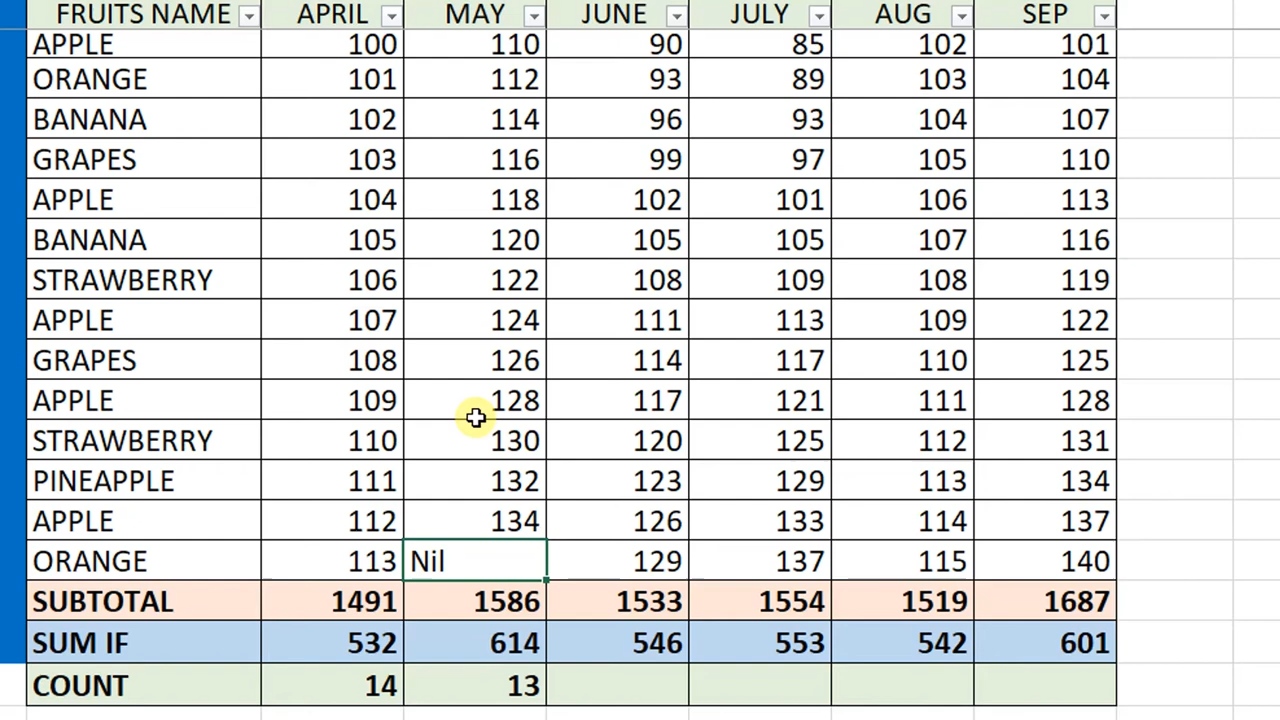 FRUITS NAME APRIL MAY JUNE JULY AUG SEP
APPLE 100 110 90 85 102 101
ORANGE 101 112 93 89 103 104
BANANA 102 114 96 93 104 107
GRAPES 103 116 99 97 105 110
APPLE 104 118 102 101 106 113
BANANA 105 120 105 105 107 116
STRAWBERRY 106 122 108 109 108 119
APPLE 107 124 111 113 109 122
GRAPES 108 126 114 117 110 125
APPLE 109 128 117 121 111 128
STRAWBERRY 110 130 120 125 112 131
PINEAPPLE 111 132 123 129 113 134
APPLE 112 134 126 133 114 137
ORANGE 113 Nil 129 137 115 140
SUBTOTAL 1491 1586 1533 1554 1519 1687
SUM IF 532 614 546 553 542 601
COUNT 14 13